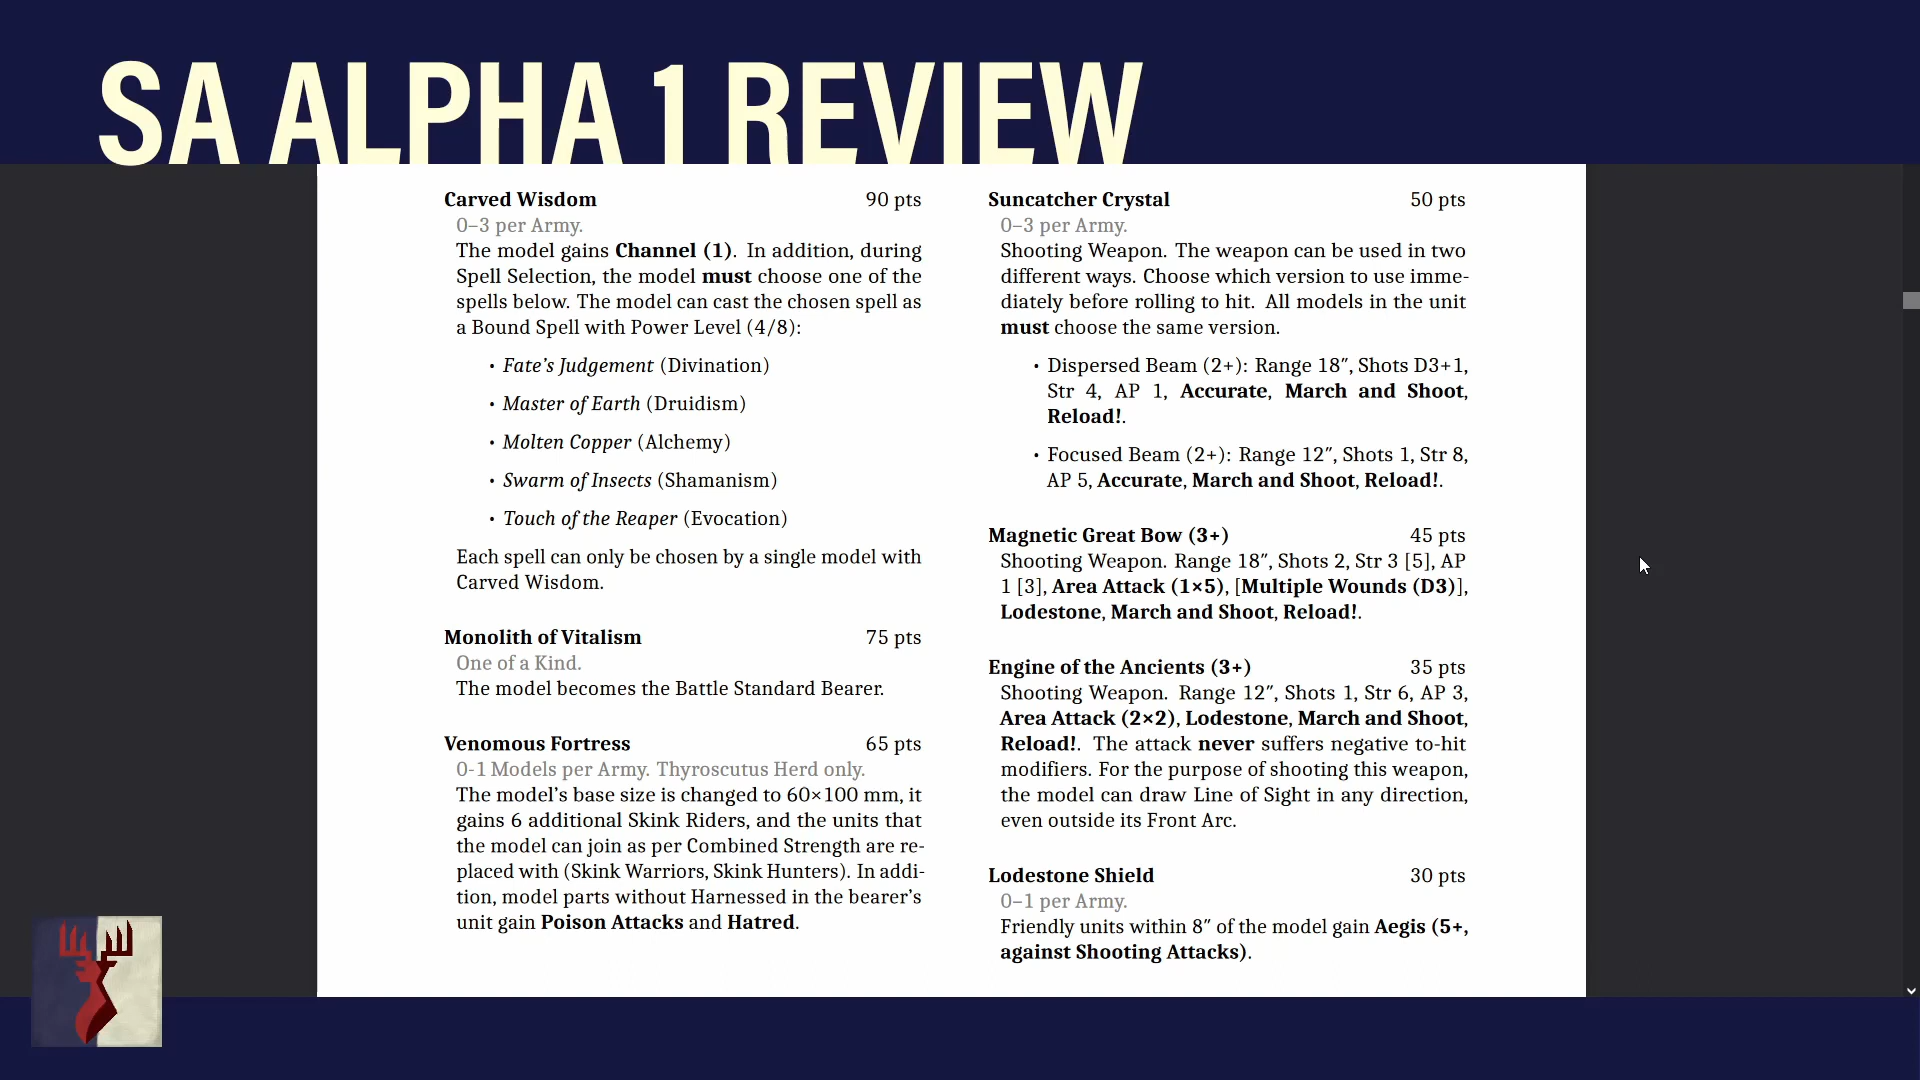 SA ALPHA 1 REVIEW
Carved Wisdom 90 pts
0–3 per Army.
The model gains Channel (1). In addition, during
Spell Selection, the model must choose one of the
spells below. The model can cast the chosen spell as
a Bound Spell with Power Level (4/8):
• Fate’s Judgement (Divination)
• Master of Earth (Druidism)
• Molten Copper (Alchemy)
• Swarm of Insects (Shamanism)
• Touch of the Reaper (Evocation)
Each spell can only be chosen by a single model with
Carved Wisdom.
Monolith of Vitalism 75 pts
One of a Kind.
The model becomes the Battle Standard Bearer.
Venomous Fortress 65 pts
0-1 Models per Army. Thyroscutus Herd only.
The model’s base size is changed to 60×100 mm, it
gains 6 additional Skink Riders, and the units that
the model can join as per Combined Strength are re-
placed with (Skink Warriors, Skink Hunters). In addi-
tion, model parts without Harnessed in the bearer’s
unit gain Poison Attacks and Hatred.
Suncatcher Crystal 50 pts
0–3 per Army.
Shooting Weapon. The weapon can be used in two
different ways. Choose which version to use imme-
diately before rolling to hit. All models in the unit
must choose the same version.
• Dispersed Beam (2+): Range 18″, Shots D3+1,
Str 4, AP 1, Accurate, March and Shoot,
Reload!.
• Focused Beam (2+): Range 12″, Shots 1, Str 8,
AP 5, Accurate, March and Shoot, Reload!.
Magnetic Great Bow (3+) 45 pts
Shooting Weapon. Range 18″, Shots 2, Str 3 [5], AP
1 [3], Area Attack (1×5), [Multiple Wounds (D3)],
Lodestone, March and Shoot, Reload!.
Engine of the Ancients (3+) 35 pts
Shooting Weapon. Range 12″, Shots 1, Str 6, AP 3,
Area Attack (2×2), Lodestone, March and Shoot,
Reload!. The attack never suffers negative to-hit
modifiers. For the purpose of shooting this weapon,
the model can draw Line of Sight in any direction,
even outside its Front Arc.
Lodestone Shield 30 pts
0–1 per Army.
Friendly units within 8″ of the model gain Aegis (5+,
against Shooting Attacks).